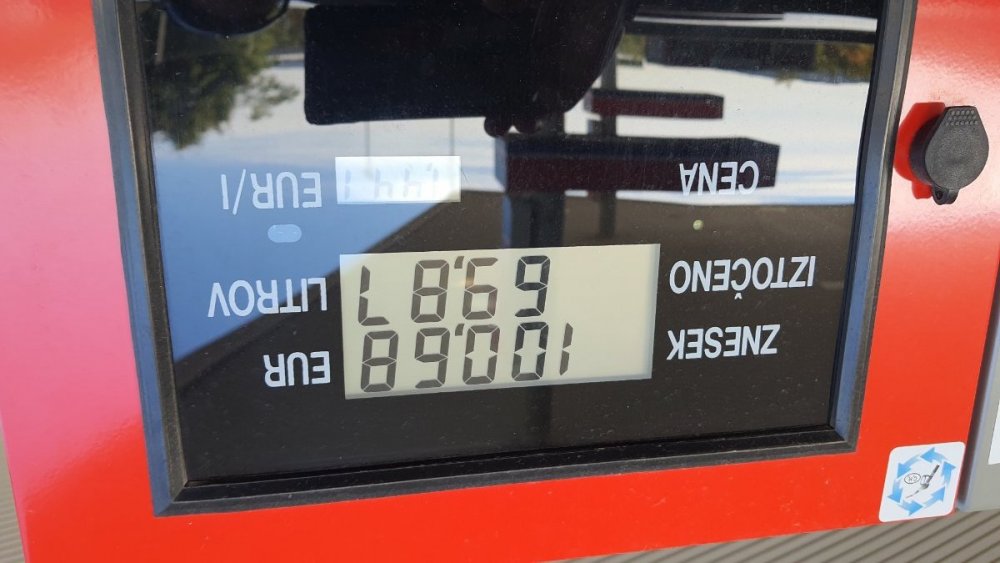 ZNESEK 100,68 EUR
IZTOČENO 69,87 LITROV
CENA 1,441 EUR/l